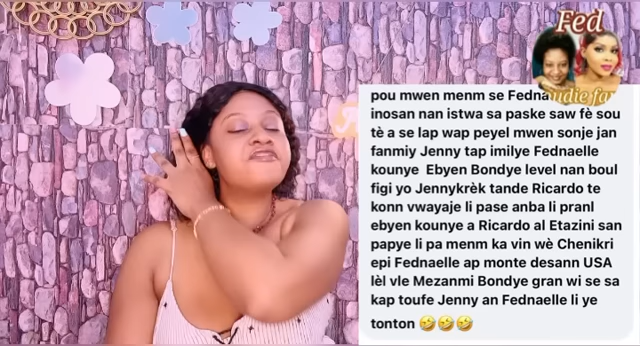 Fed
pou mwen menm se
inosan nan istwa sa paske saw fè sou
tè a se lap wap peyel mwen sonje jan
fanmiy Jenny tap imilye Fednaelle
kounye Ebyen Bondye level nan boul
figi yo Jennykrèk tande Ricardo te
konn vwayaje li pase anba li pranl
ebyen kounye a Ricardo al Etazini san
papye li pa menm ka vin wè Chenikri
epi Fednaelle ap monte desann USA
lèl vle Mezanmi Bondye gran wi se sa
kap toufe Jenny an Fednaelle li ye
tonton 🤣🤣🤣